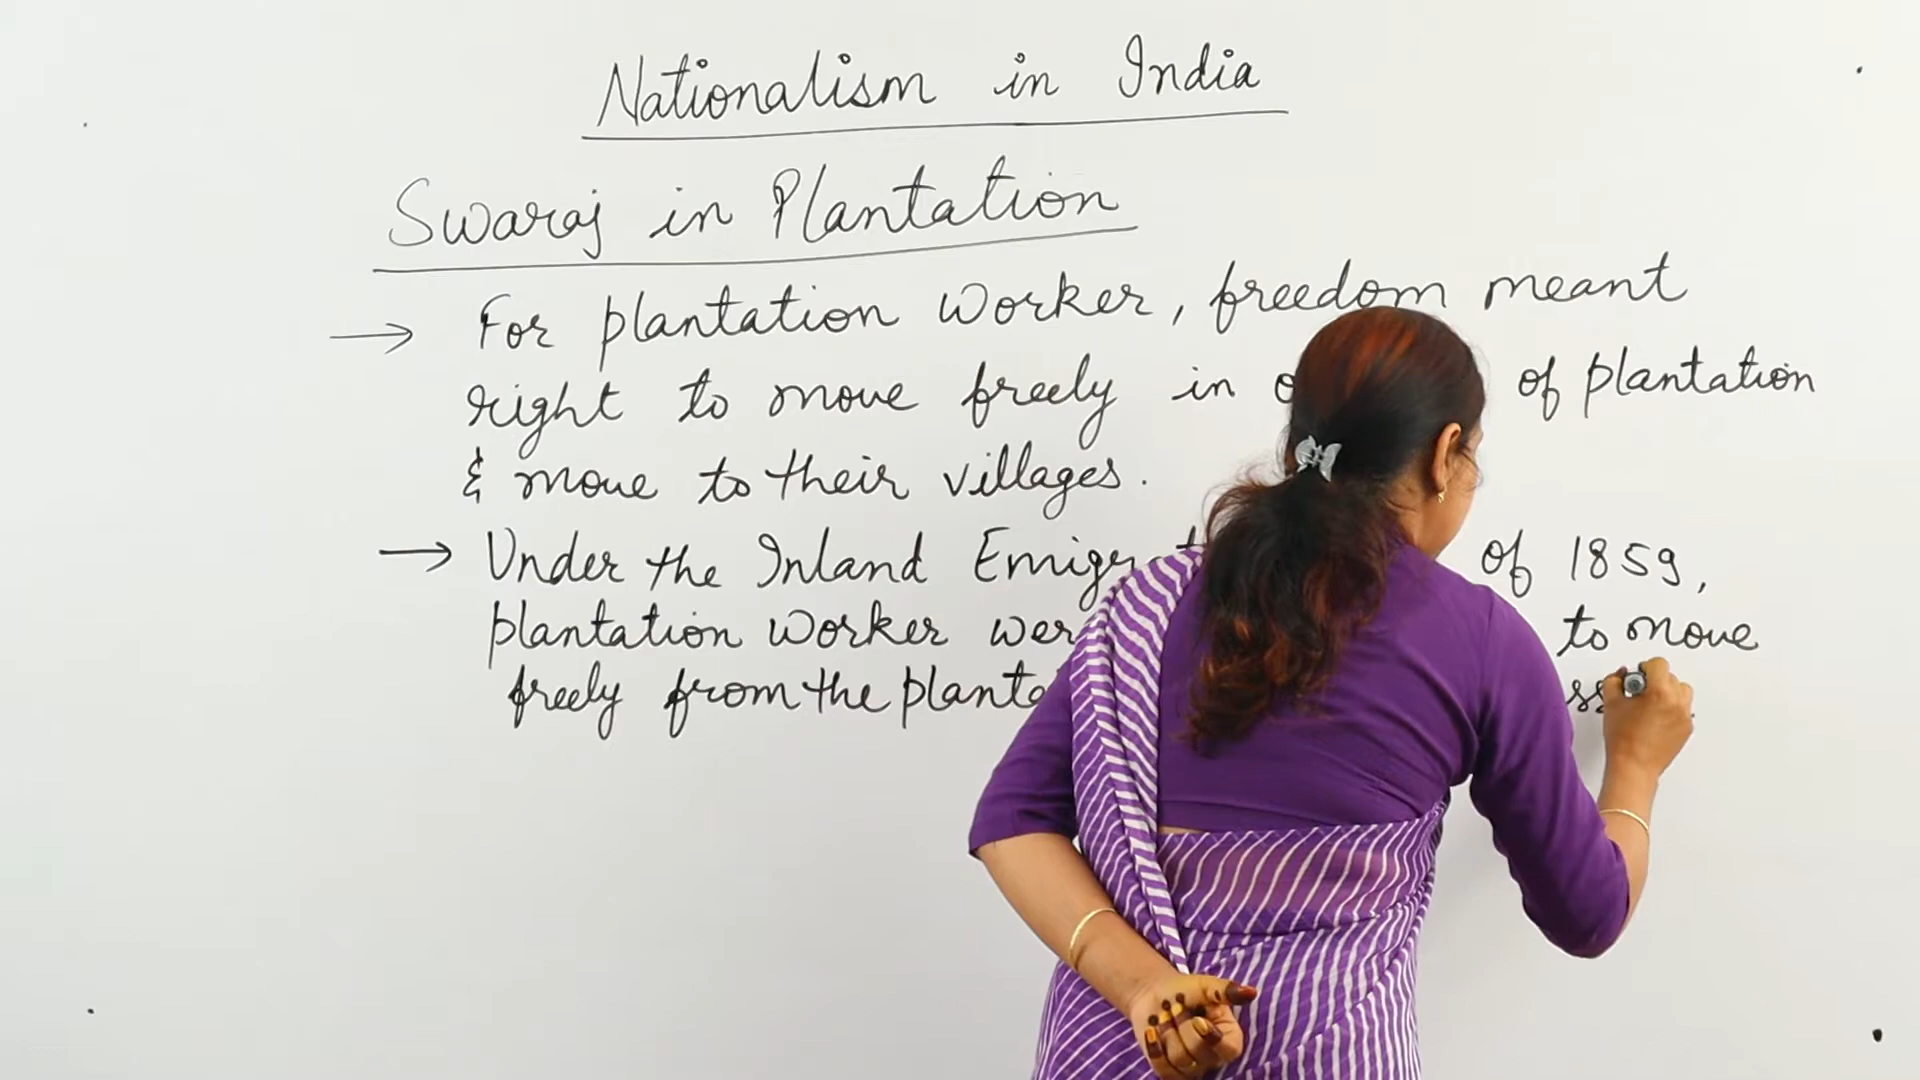 Nationalism in India
Swaraj in Plantation
→ For plantation worker, freedom meant
right to move freely in of plantation
& move to their villages.
→ Under the Inland of 1859,
plantation worker to move
freely from the